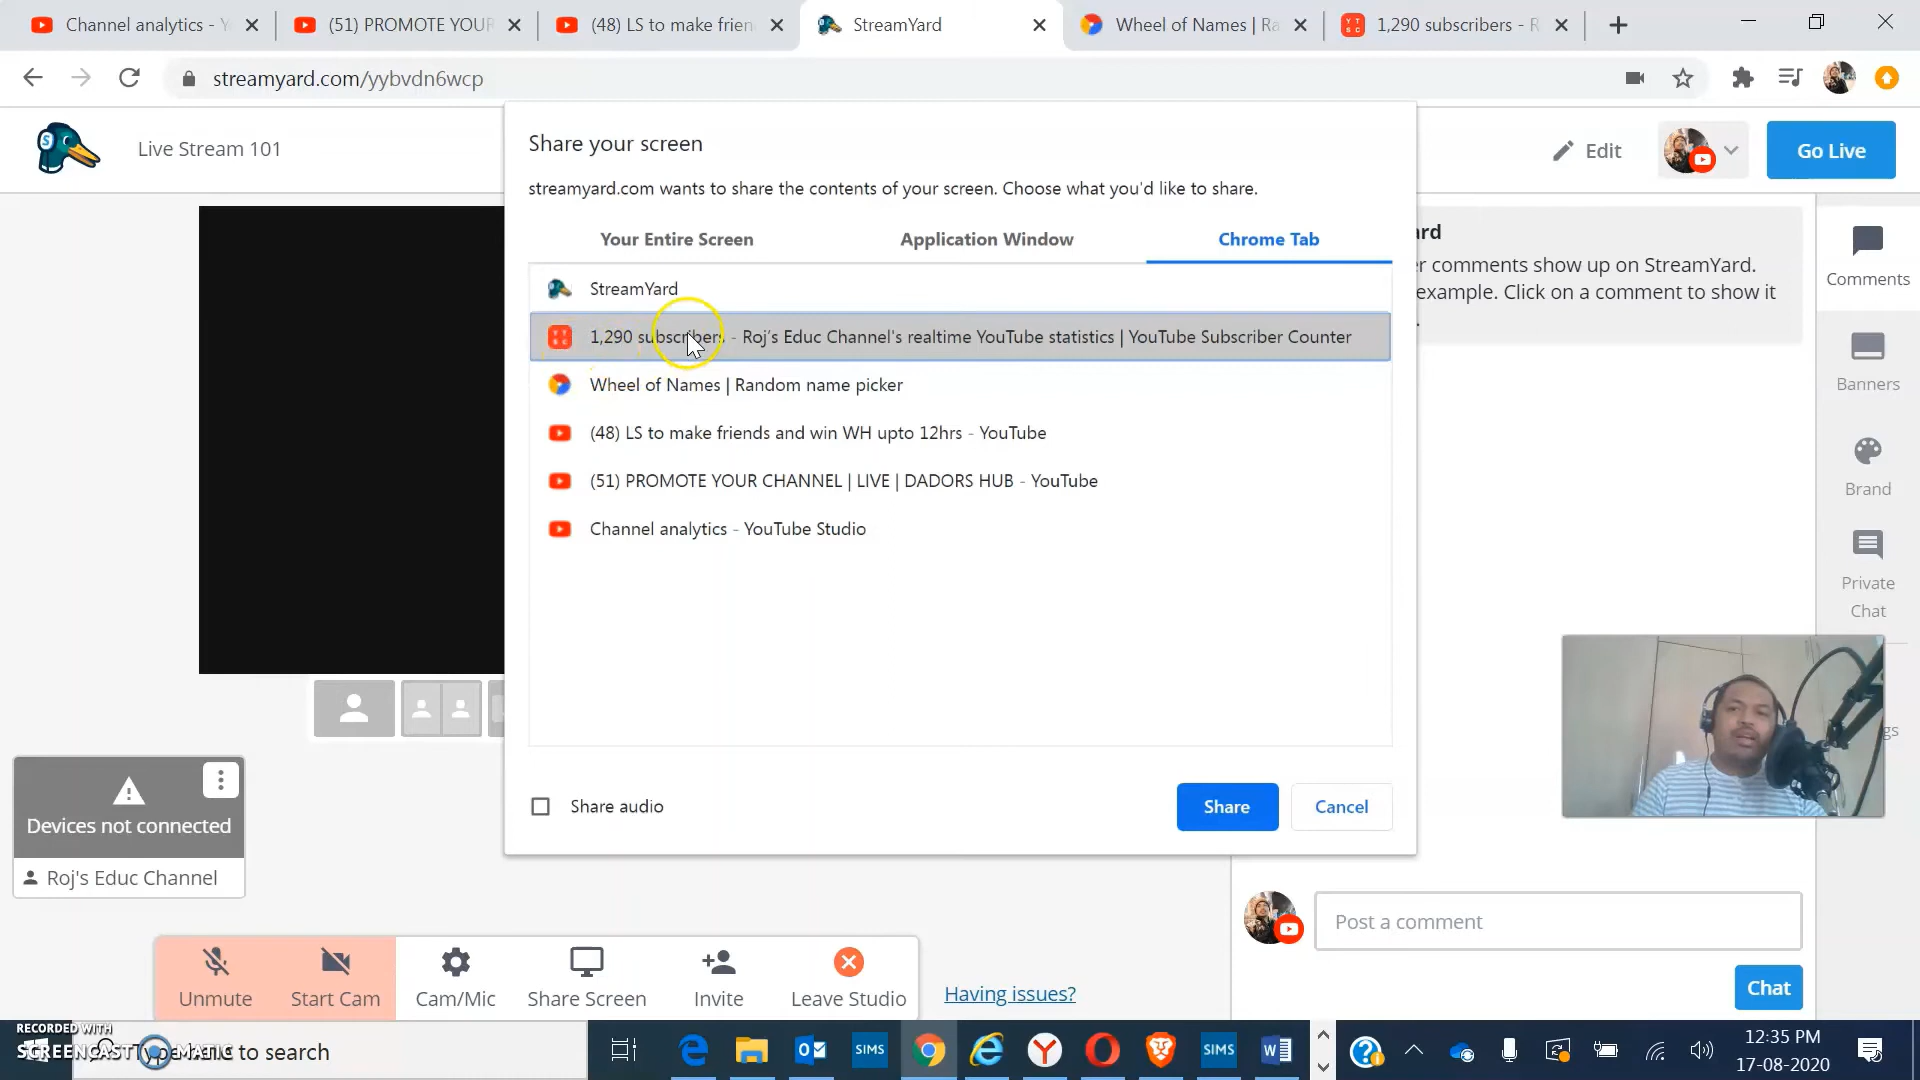 Channel analytics - Y
(51) PROMOTE YOUR
(48) LS to make frien
StreamYard
Wheel of Names | Ra
1,290 subscribers - R
streamyard.com/yybvdn6wcp
Live Stream 101
Edit
Go Live
Share your screen
streamyard.com wants to share the contents of your screen. Choose what you'd like to share.
Your Entire Screen
Application Window
Chrome Tab
StreamYard
1,290 subscribers - Roj's Educ Channel's realtime YouTube statistics | YouTube Subscriber Counter
Wheel of Names | Random name picker
(48) LS to make friends and win WH upto 12hrs - YouTube
(51) PROMOTE YOUR CHANNEL | LIVE | DADORS HUB - YouTube
Channel analytics - YouTube Studio
Share audio
Share
Cancel
rd
r comments show up on StreamYard.
example. Click on a comment to show it
.
Comments
Banners
Brand
Private
Chat
gs
Devices not connected
Roj's Educ Channel
Unmute
Start Cam
Cam/Mic
Share Screen
Invite
Leave Studio
Having issues?
Post a comment
Chat
RECORDED WITH
SCREENCAST MATIC
Type here to search
SIMS
SIMS
12:35 PM
17-08-2020